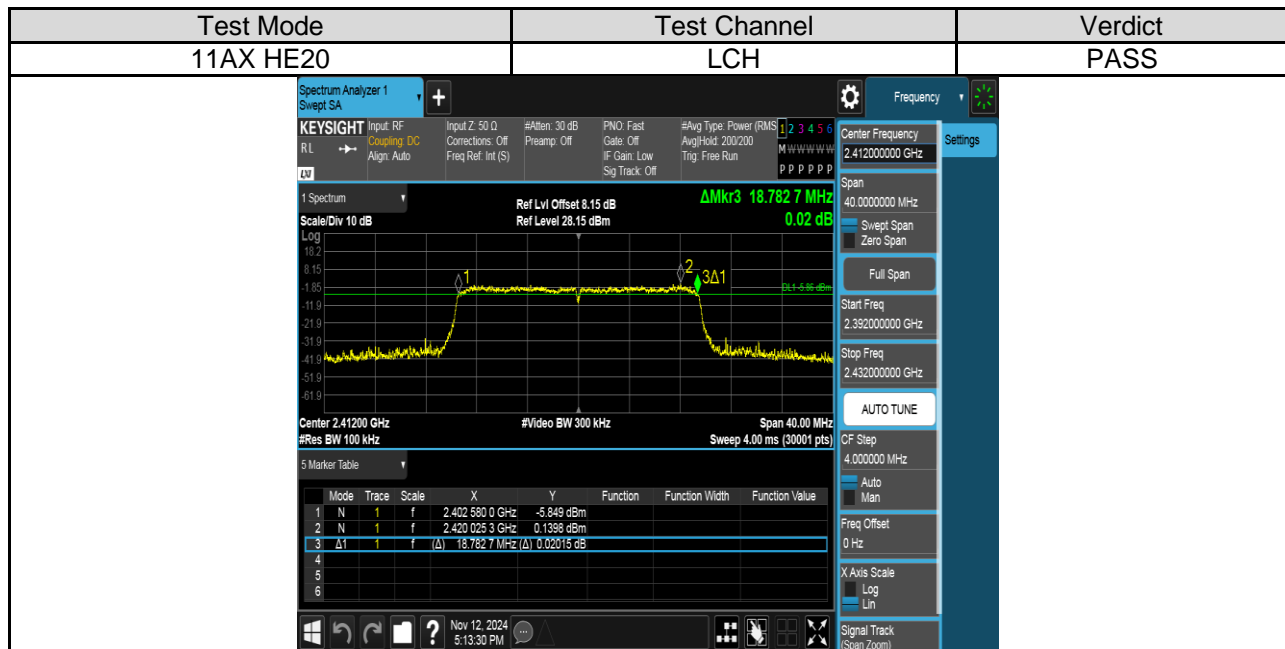 Test Mode Test Channel Verdict
11AX HE20 LCH PASS
Spectrum Analyzer 1
Swept SA
+
Frequency
KEYSIGHT Input: RF Input Z: 50 Ω #Atten: 30 dB PNO: Fast #Avg Type: Power (RMS 1 2 3 4 5 6
RL Coupling: DC Corrections: Off Preamp: Off Gate: Off Avg|Hold: 200/200 M W W W W W
Align: Auto Freq Ref: Int (S) IF Gain: Low Trig: Free Run
LXI Sig Track: Off P P P P P P
1 Spectrum Ref Lvl Offset 8.15 dB ΔMkr3 18.782 7 MHz
Scale/Div 10 dB Ref Level 28.15 dBm 0.02 dB
Log
18.2
8.15
-1.85
-11.9
-21.9
-31.9
-41.9
-51.9
-61.9
1
2
3Δ1
DL1 -5.86 dBm
Center 2.41200 GHz #Video BW 300 kHz Span 40.00 MHz
#Res BW 100 kHz Sweep 4.00 ms (30001 pts)
5 Marker Table
Mode Trace Scale X Y Function Function Width Function Value
1 N 1 f 2.402 580 0 GHz -5.849 dBm
2 N 1 f 2.420 025 3 GHz 0.1398 dBm
3 Δ1 1 f (Δ) 18.782 7 MHz (Δ) 0.02015 dB
4
5
6
Nov 12, 2024
5:13:30 PM
?
Center Frequency
2.412000000 GHz
Settings
Span
40.0000000 MHz
Swept Span
Zero Span
Full Span
Start Freq
2.392000000 GHz
Stop Freq
2.432000000 GHz
AUTO TUNE
CF Step
4.000000 MHz
Auto
Man
Freq Offset
0 Hz
X Axis Scale
Log
Lin
Signal Track
(Span Zoom)